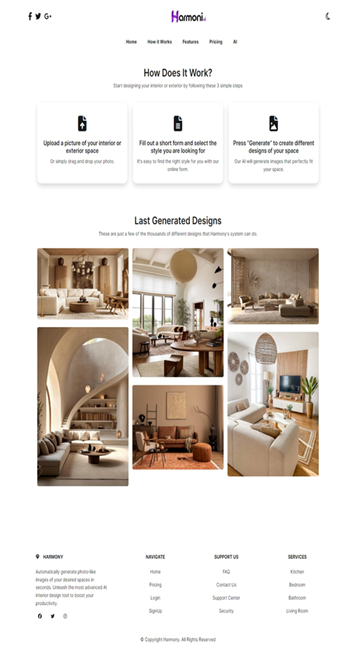 Harmoni.ai
Home How it Works Features Pricing AI
How Does It Work?
Start designing your interior or exterior by following these 3 simple steps
Upload a picture of your interior or
exterior space
Or simply drag and drop your photo.
Fill out a short form and select the
style you are looking for
It's easy to find the right style for you with our
online form.
Press "Generate" to create different
designs of your space
Our AI will generate images that perfectly fit
your space.
Last Generated Designs
These are just a few of the thousands of different designs that Harmony's system can do.
HARMONY
Automatically generate photo-like
images of your desired spaces in
seconds. Unleash the most advanced AI
interior design tool to boost your
productivity.
NAVIGATE
Home
Pricing
Login
SignUp
SUPPORT US
FAQ
Contact Us
Support Center
Security
SERVICES
Kitchen
Bedroom
Bathroom
Living Room
© Copyright Harmony. All Rights Reserved